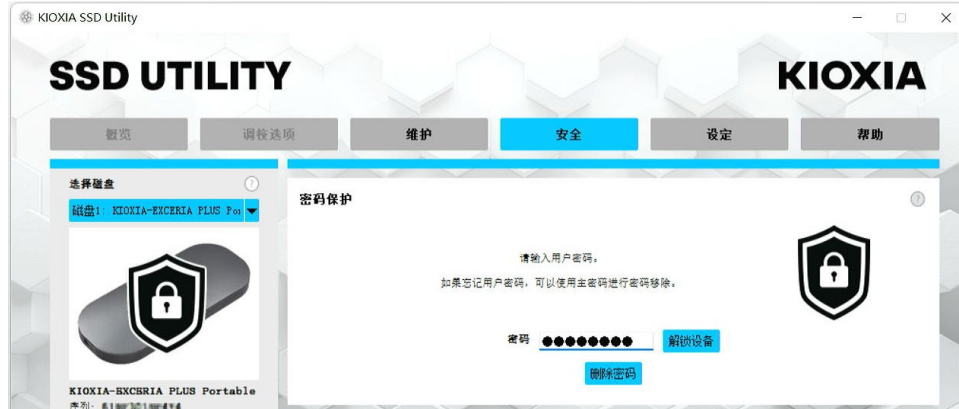 KIOXIA SSD Utility
SSD UTILITY
KIOXIA
概览
调校选项
维护
安全
设定
帮助
选择磁盘
?
磁盘1: KIOXIA-EXCERIA PLUS Por
KIOXIA-EXCERIA PLUS Portable
序列:
密码保护
?
请输入用户密码。
如果忘记用户密码,可以使用主密码进行密码移除。
密码
解锁设备
删除密码